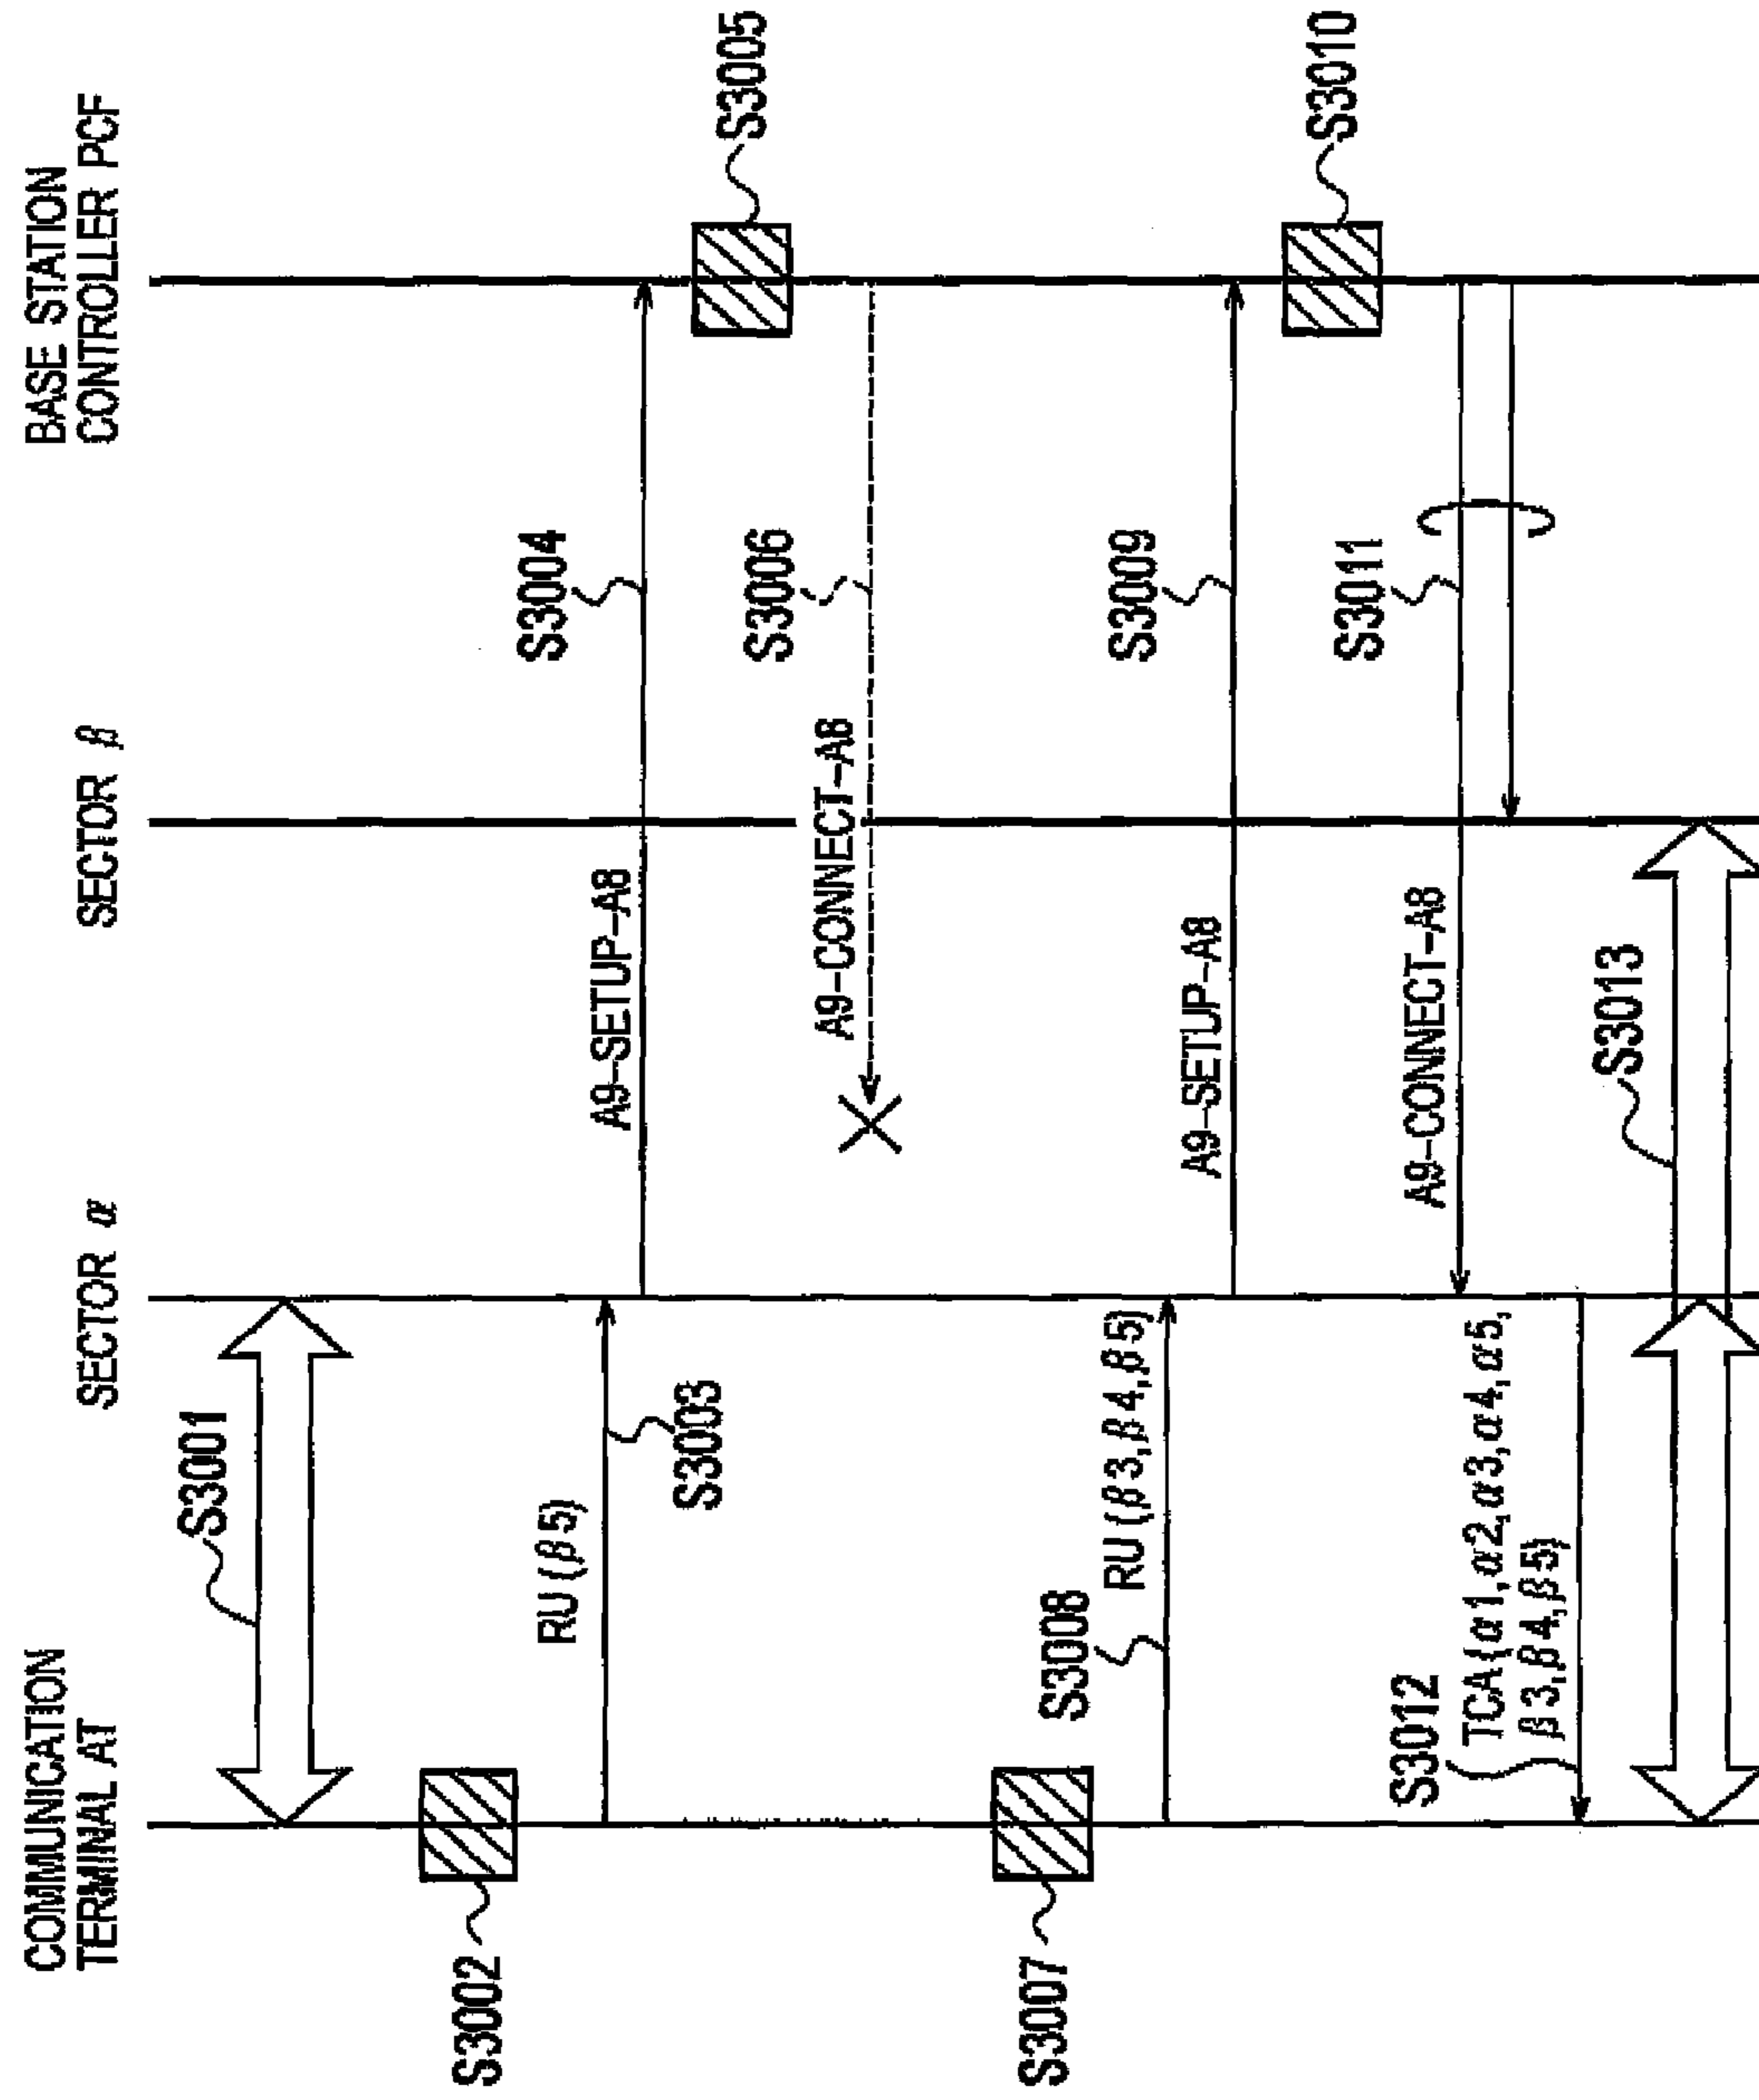 COMMUNICATION
TERMINAL AT
SECTOR α
SECTOR β
BASE STATION
CONTROLLER PCF
S3001
S3002
RU(β5)
S3003
A9-SETUP-A8
S3004
S3005
A9-CONNECT-A8
S3006
S3007
S3008
RU(β3,β4,β5)
A9-SETUP-A8
S3009
S3010
A9-CONNECT-A8
S3011
S3012
TCA(α1,α2,α3,α4,α5,
β3,β4,β5)
S3013